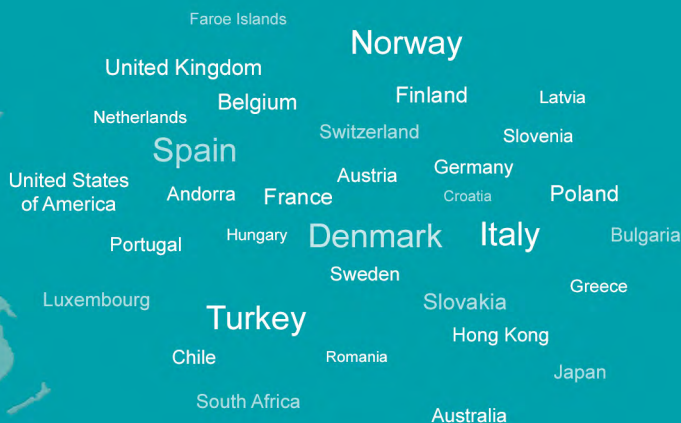 Faroe Islands
Norway
United Kingdom
Belgium
Finland
Latvia
Netherlands
Switzerland
Slovenia
Spain
Austria
Germany
United States
of America
Andorra
France
Croatia
Poland
Portugal
Hungary
Denmark
Italy
Bulgaria
Sweden
Greece
Luxembourg
Slovakia
Turkey
Hong Kong
Chile
Romania
Japan
South Africa
Australia